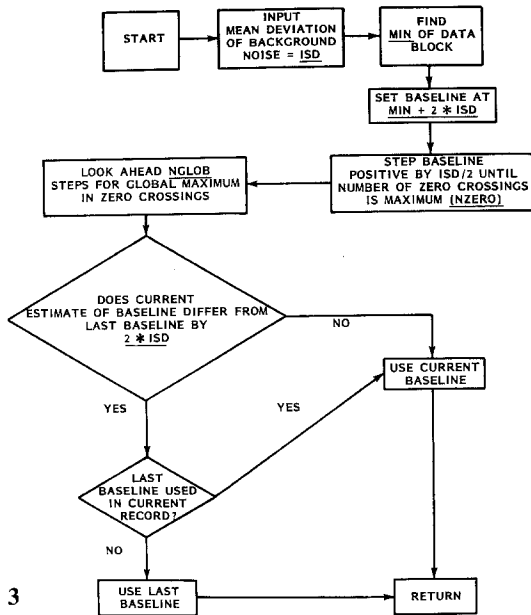 START
INPUT
MEAN DEVIATION
OF BACKGROUND
NOISE = ISD
FIND
MIN OF DATA
BLOCK
SET BASELINE AT
MIN + 2 * ISD
STEP BASELINE
POSITIVE BY ISD/2 UNTIL
NUMBER OF ZERO CROSSINGS
IS MAXIMUM (NZERO)
LOOK AHEAD NGLOB
STEPS FOR GLOBAL MAXIMUM
IN ZERO CROSSINGS
DOES CURRENT
ESTIMATE OF BASELINE DIFFER FROM
LAST BASELINE BY
2 * ISD
NO
USE CURRENT
BASELINE
YES
YES
LAST
BASELINE USED
IN CURRENT
RECORD?
NO
USE LAST
BASELINE
RETURN
3